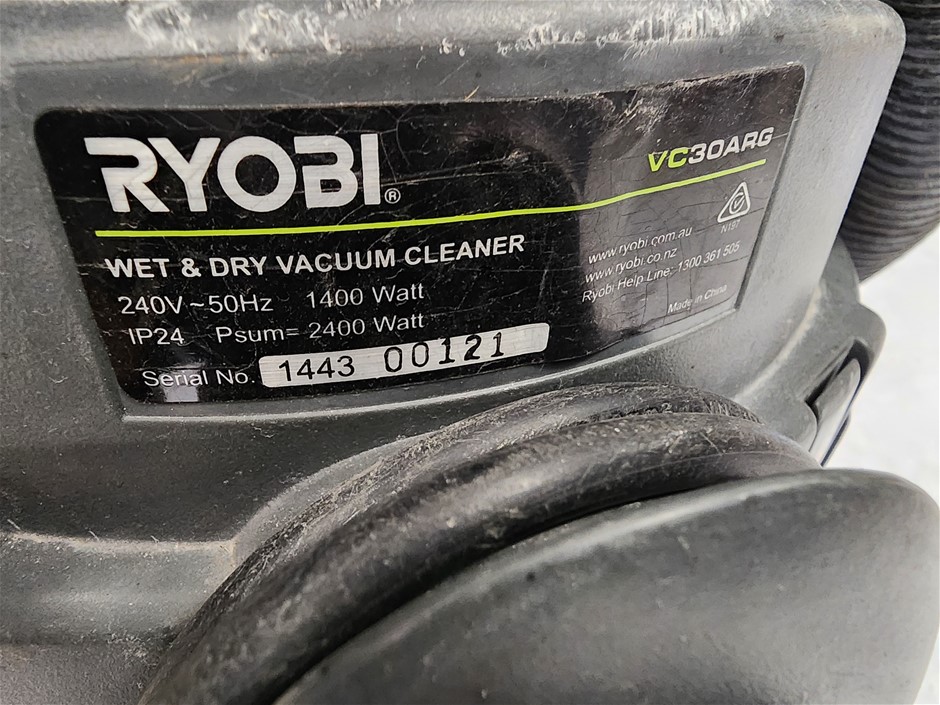 RYOBI®
VC30ARG
N197
WET & DRY VACUUM CLEANER
240V ~ 50Hz 1400 Watt
IP24 Psum= 2400 Watt
Serial No. 1443 00121
www.ryobi.com.au
www.ryobi.co.nz
Ryobi Help Line: 1300 361 505
Made in China